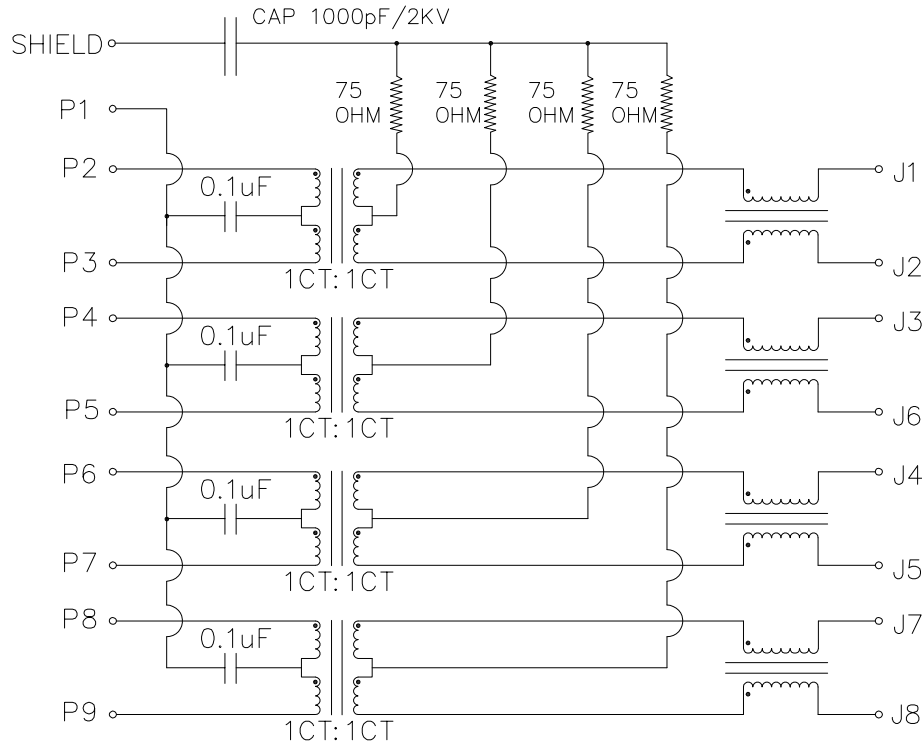 CAP 1000pF/2KV
SHIELD
75 OHM
75 OHM
75 OHM
75 OHM
P1
P2
0.1uF
J1
P3
1CT:1CT
J2
P4
0.1uF
J3
P5
1CT:1CT
J6
P6
0.1uF
J4
P7
1CT:1CT
J5
P8
0.1uF
J7
P9
1CT:1CT
J8